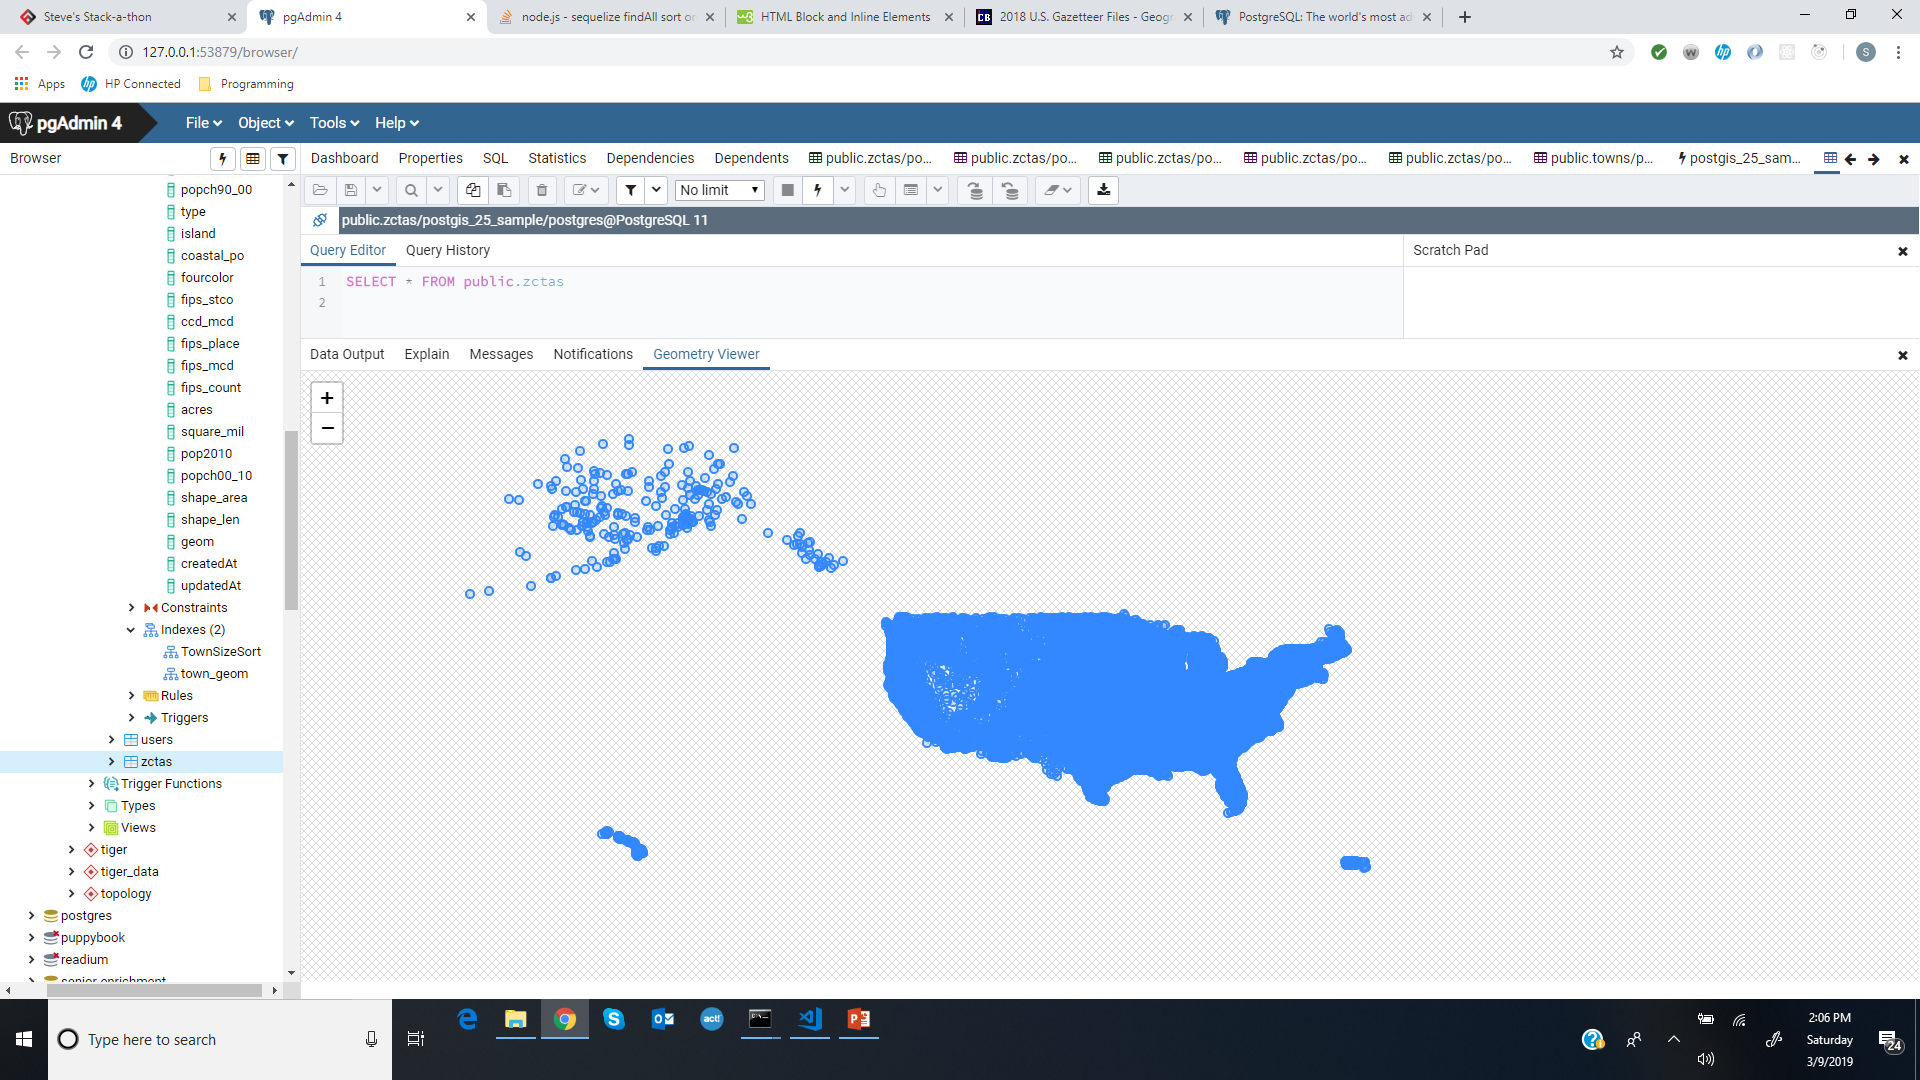 Steve's Stack-a-thon
pgAdmin 4
node.js - sequelize findAll sort or
HTML Block and Inline Elements
2018 U.S. Gazetteer Files - Geogr
PostgreSQL: The world's most ad
127.0.0.1:53879/browser/
S
Apps
HP Connected
Programming
pgAdmin 4
File
Object
Tools
Help
Browser
Dashboard
Properties
SQL
Statistics
Dependencies
Dependents
public.zctas/po...
public.zctas/po...
public.zctas/po...
public.zctas/po...
public.zctas/po...
public.towns/p...
postgis_25_sam...
No limit
public.zctas/postgis_25_sample/postgres@PostgreSQL 11
Query Editor
Query History
Scratch Pad
1 SELECT * FROM public.zctas
2
Data Output
Explain
Messages
Notifications
Geometry Viewer
+
−
popch90_00
type
island
coastal_po
fourcolor
fips_stco
ccd_mcd
fips_place
fips_mcd
fips_count
acres
square_mil
pop2010
popch00_10
shape_area
shape_len
geom
createdAt
updatedAt
Constraints
Indexes (2)
TownSizeSort
town_geom
Rules
Triggers
users
zctas
Trigger Functions
Types
Views
tiger
tiger_data
topology
postgres
puppybook
readium
senior enrichment
Type here to search
act!
2:06 PM
Saturday
3/9/2019
24